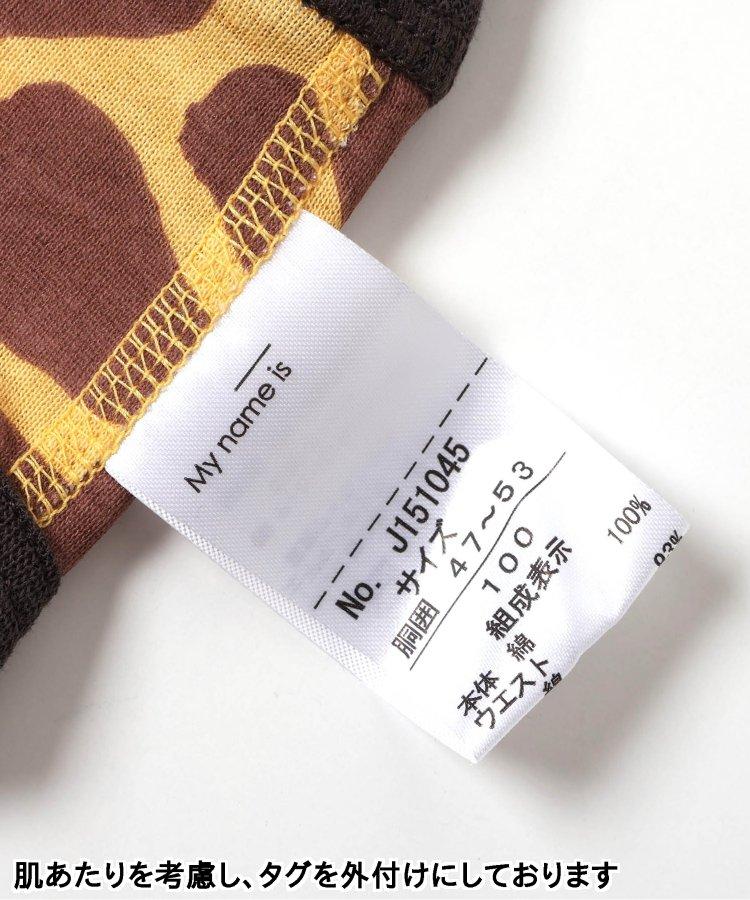 My name is
No. J151045
サイズ
胴囲 47～53
100
組成表示
本体 綿 100%
ウエスト 綿 93%
肌あたりを考慮し、タグを外付けにしております